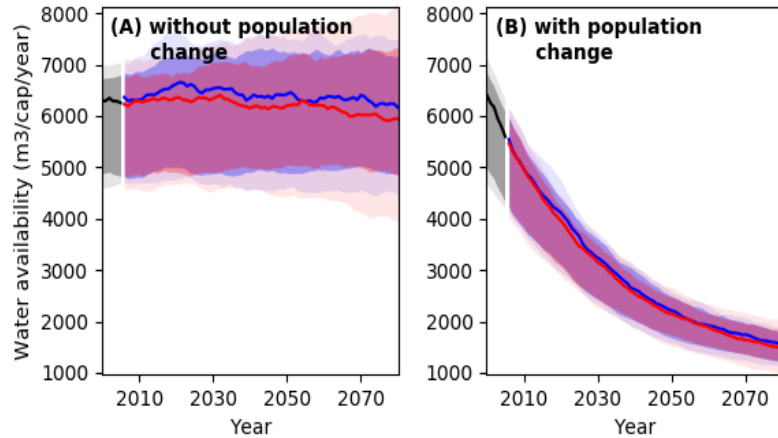 (A) without population
change
Water availability (m3/cap/year)
8000
7000
6000
5000
4000
3000
2000
1000
2010 2030 2050 2070
Year
(B) with population
change
8000
7000
6000
5000
4000
3000
2000
1000
2010 2030 2050 2070
Year